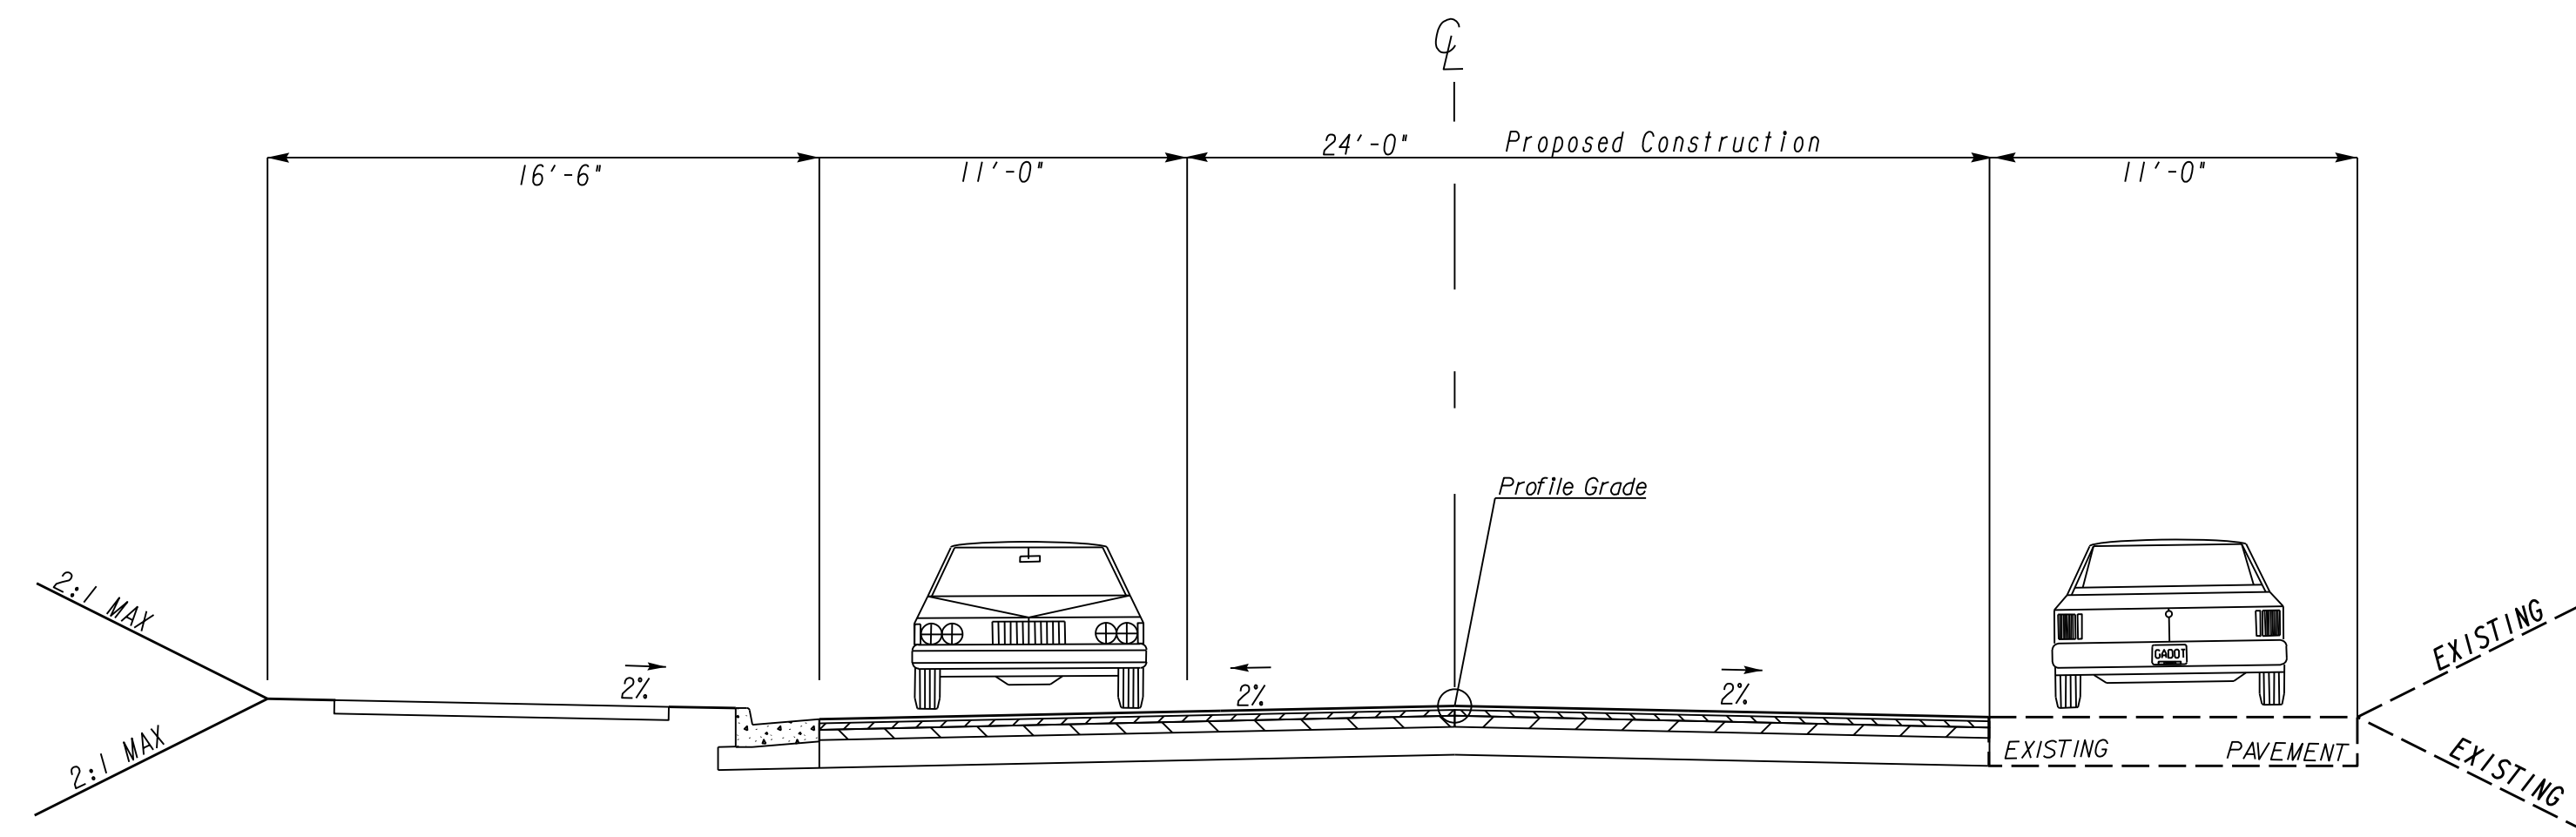 ℄
24'-0" Proposed Construction
16'-6" 11'-0" 11'-0"
Profile Grade
2:1 MAX
EXISTING
2% 2% 2%
GADOT
2:1 MAX
EXISTING PAVEMENT
EXISTING